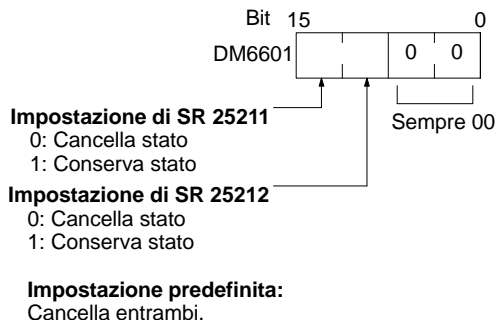 Bit 15 0
DM6601 0 0
Impostazione di SR 25211
0: Cancella stato
1: Conserva stato
Sempre 00
Impostazione di SR 25212
0: Cancella stato
1: Conserva stato
Impostazione predefinita:
Cancella entrambi.